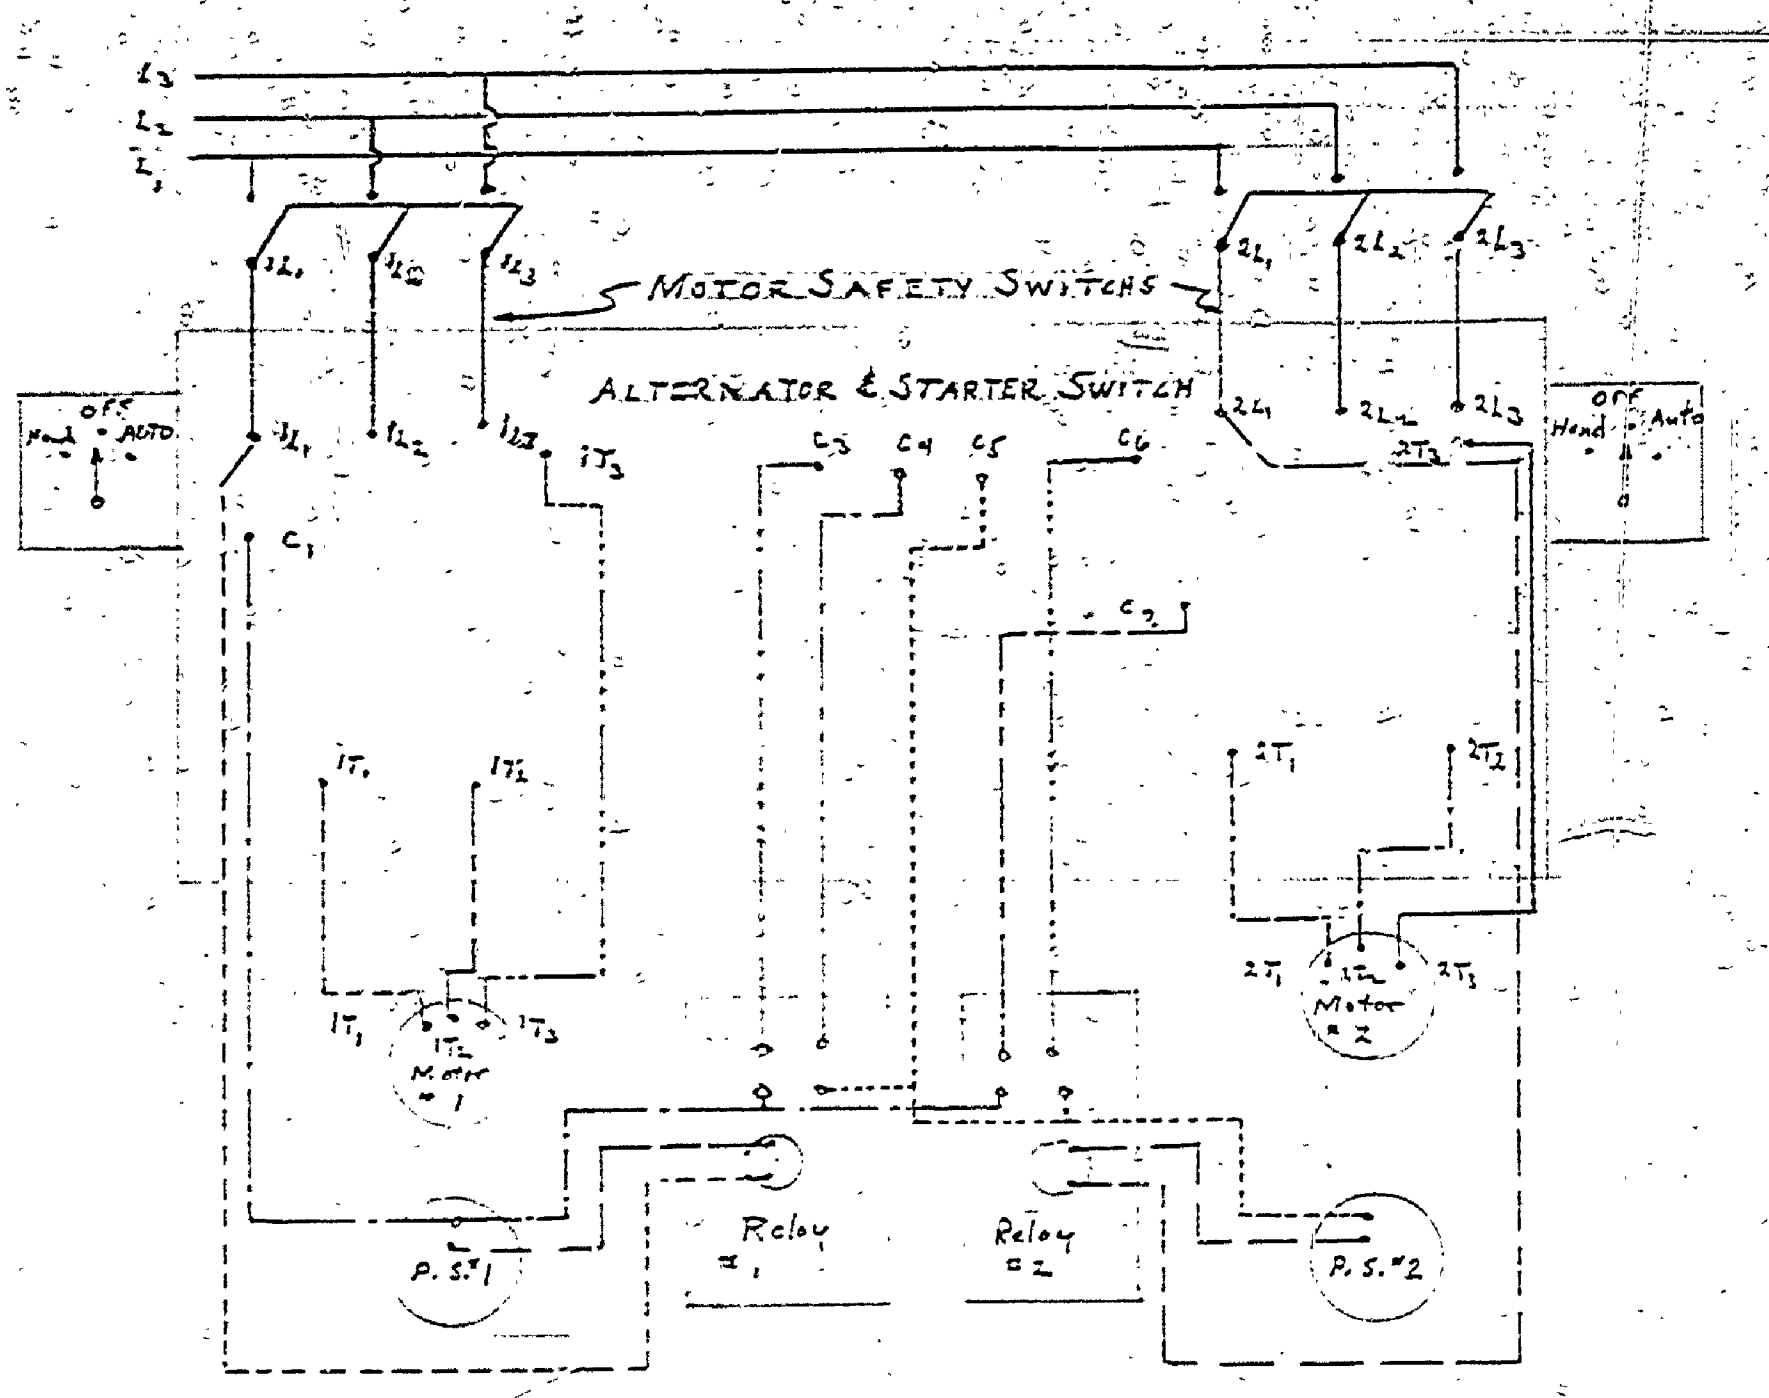 L3
L2
L1
1L1 1L2 1L3
2L1 2L2 2L3
MOTOR SAFETY SWITCHS
ALTERNATOR & STARTER SWITCH
OFF
Hand AUTO
1L1 1L2 1L3
1T3
C3 C4 C5 C6
2L1 2L2 2L3
2T3
OFF
Hand Auto
C1
C2
1T1 1T2
2T1 2T2
1T1 1T2 1T3
Motor
#1
2T1 2T2 2T3
Motor
#2
Relay
#1
Relay
#2
P.S.#1
P.S.#2